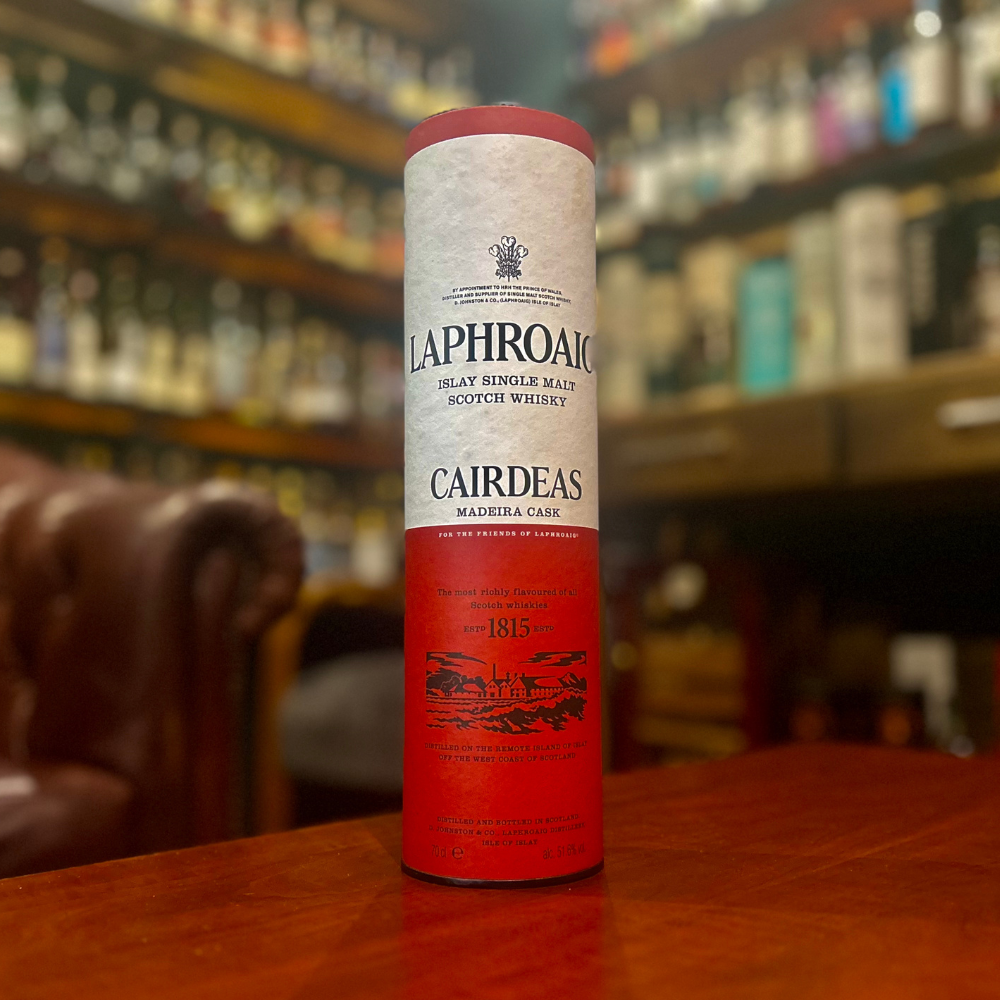 BY APPOINTMENT TO HRH THE PRINCE OF WALES,
DISTILLER AND SUPPLIER OF SINGLE MALT SCOTCH WHISKY,
D. JOHNSTON & CO., (LAPHROAIG) ISLE OF ISLAY
LAPHROAIG
ISLAY SINGLE MALT
SCOTCH WHISKY
CAIRDEAS
MADEIRA CASK
FOR THE FRIENDS OF LAPHROAIG®
The most richly flavoured of all
Scotch whiskies
ESTD 1815 ESTD
DISTILLED ON THE REMOTE ISLAND OF ISLAY
OFF THE WEST COAST OF SCOTLAND
DISTILLED AND BOTTLED IN SCOTLAND
D. JOHNSTON & CO., LAPHROAIG DISTILLERY,
ISLE OF ISLAY
℮